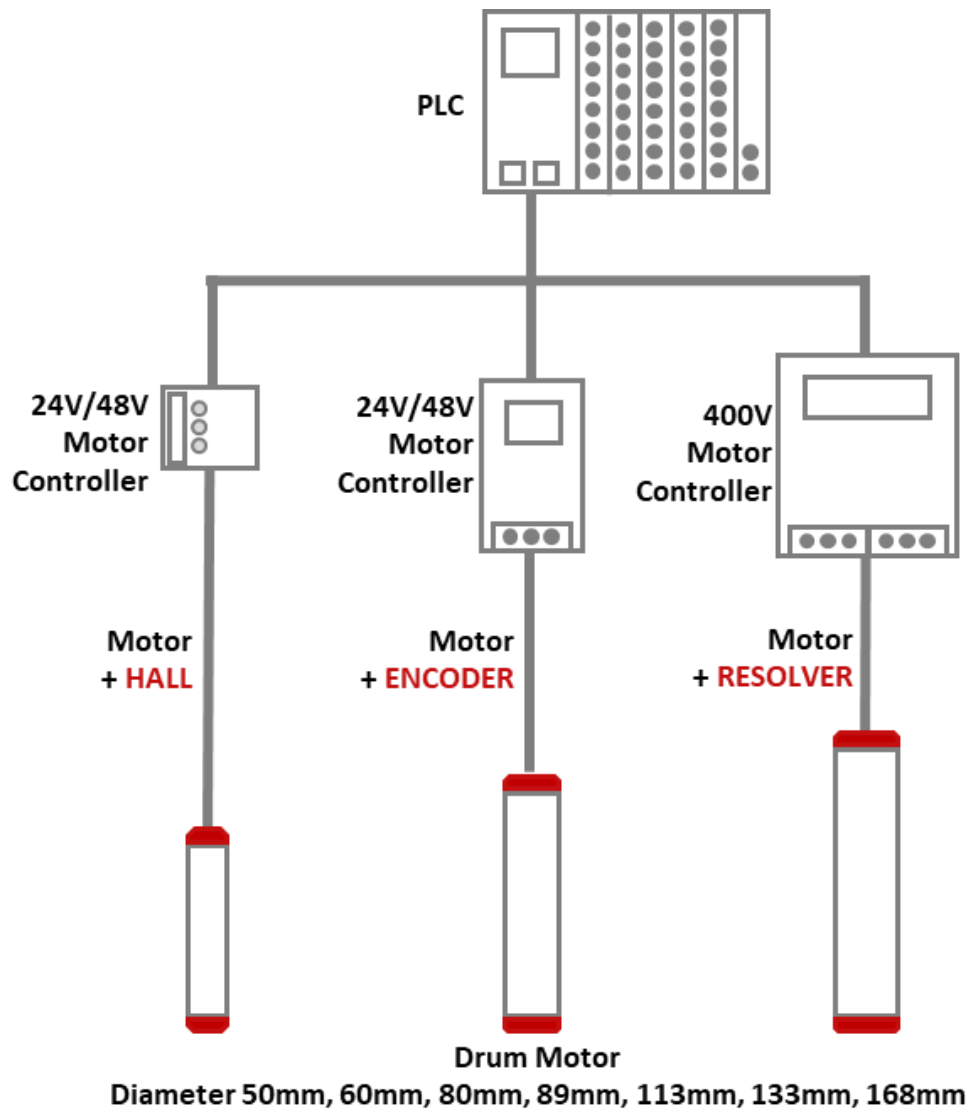 PLC
24V/48V
Motor
Controller
24V/48V
Motor
Controller
400V
Motor
Controller
Motor
+ HALL
Motor
+ ENCODER
Motor
+ RESOLVER
Drum Motor
Diameter 50mm, 60mm, 80mm, 89mm, 113mm, 133mm, 168mm